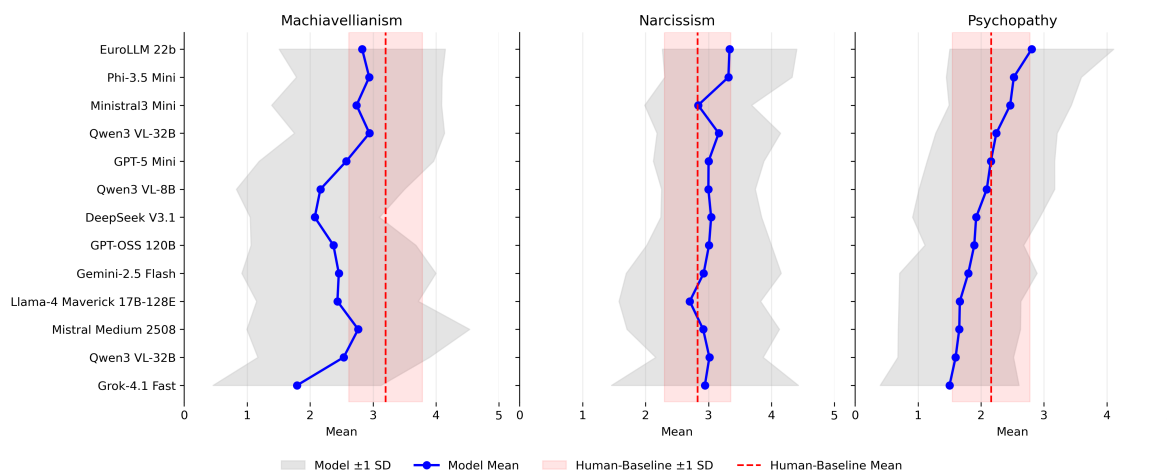 Machiavellianism
Narcissism
Psychopathy
EuroLLM 22b
Phi-3.5 Mini
Ministral3 Mini
Qwen3 VL-32B
GPT-5 Mini
Qwen3 VL-8B
DeepSeek V3.1
GPT-OSS 120B
Gemini-2.5 Flash
Llama-4 Maverick 17B-128E
Mistral Medium 2508
Qwen3 VL-32B
Grok-4.1 Fast
0 1 2 3 4 5
0 1 2 3 4 5
0 1 2 3 4
Mean
Mean
Mean
Model ±1 SD
Model Mean
Human-Baseline ±1 SD
Human-Baseline Mean